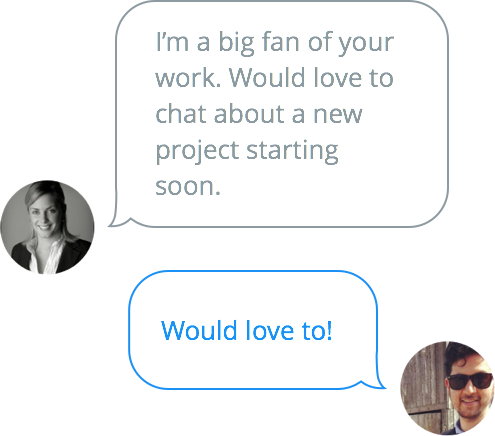 I’m a big fan of your
work. Would love to
chat about a new
project starting
soon.
Would love to!